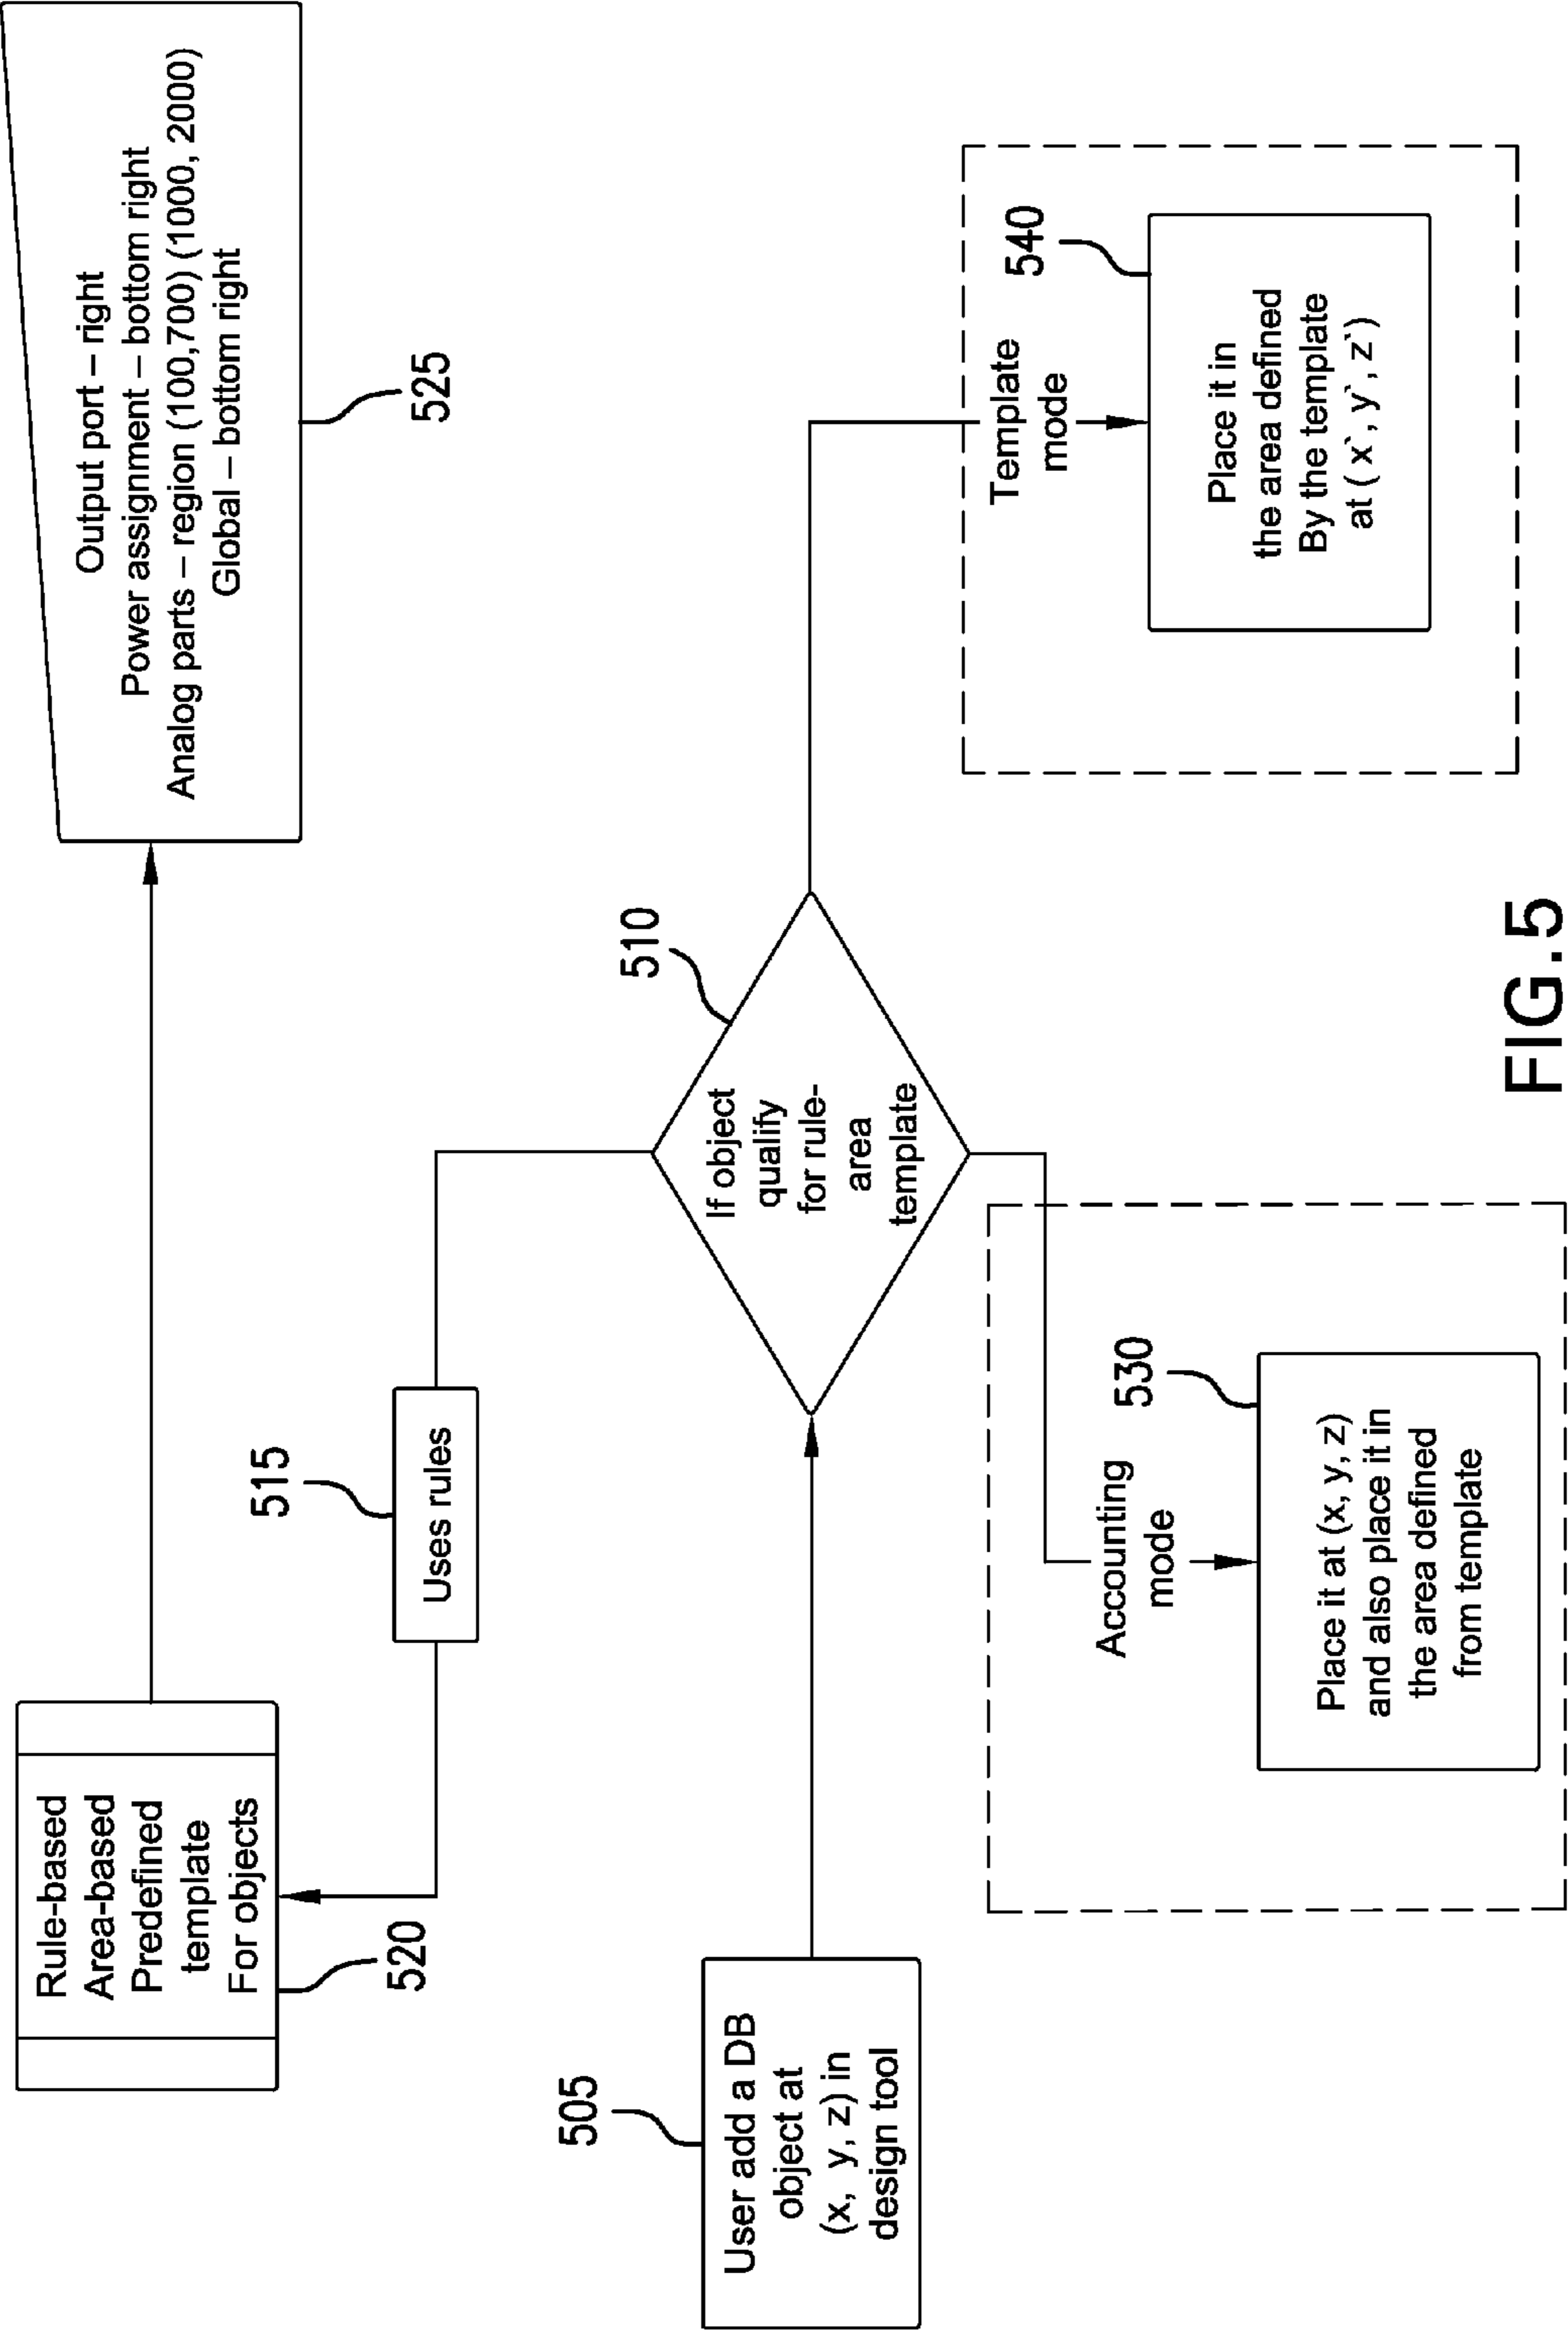 Rule-based
Area-based
Predefined
template
For objects
520
Output port – right
Power assignment – bottom right
Analog parts – region (100,700) (1000, 2000)
Global – bottom right
525
515
Uses rules
505
User add a DB
object at
(x, y, z) in
design tool
510
If object
qualify
for rule-
area
template
Accounting
mode
530
Place it at (x, y, z)
and also place it in
the area defined
from template
Template
mode
540
Place it in
the area defined
By the template
at ( x`, y`, z`)
FIG.5